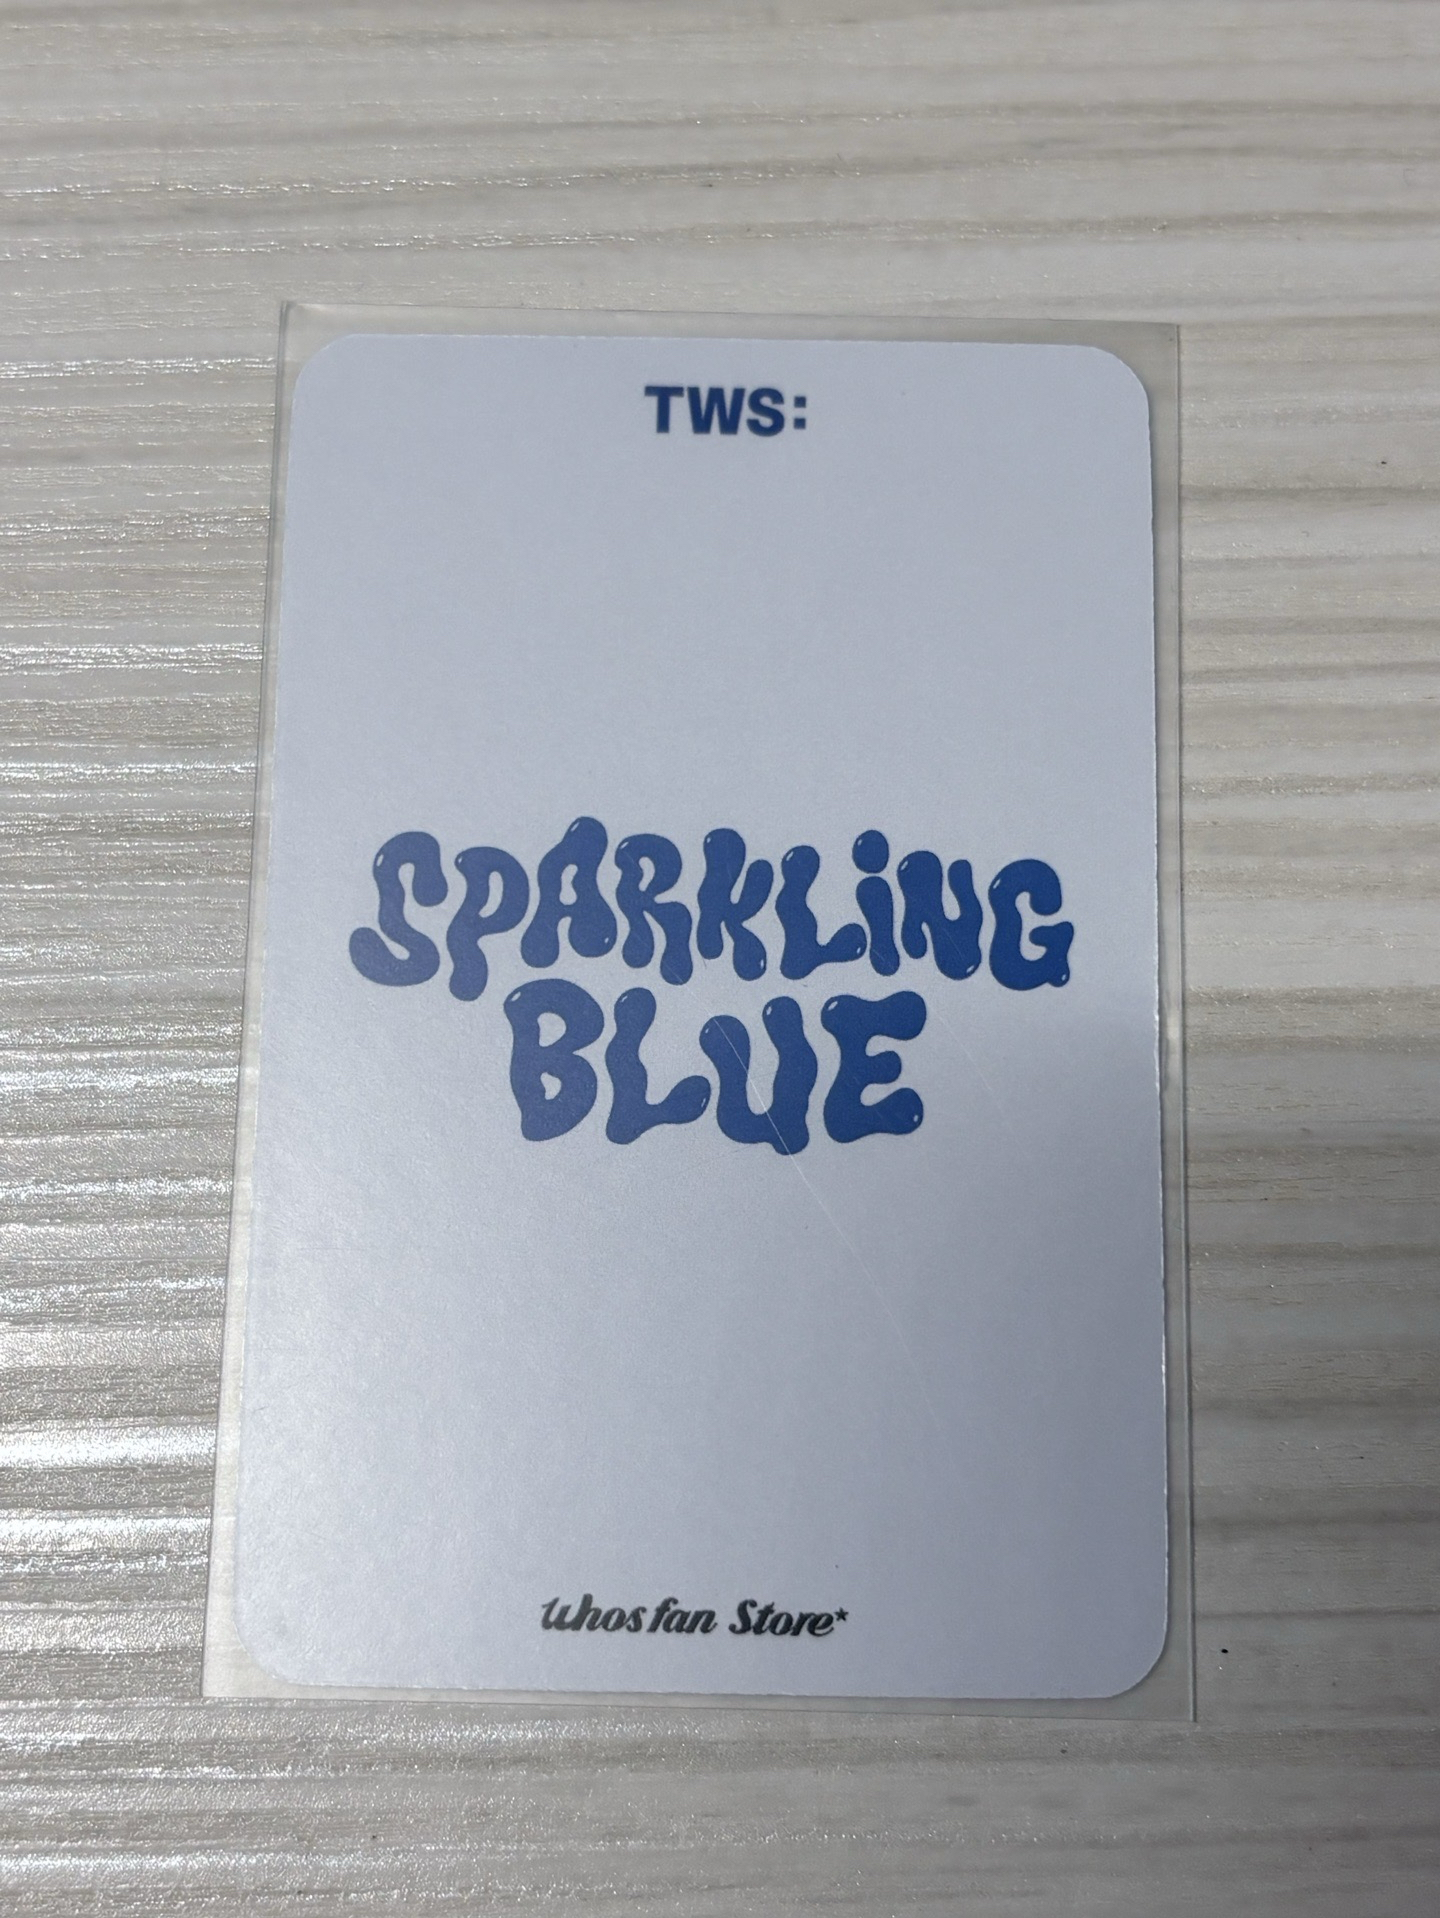 TWS:
SPARKLiNG
BLUE
whosfan Store*